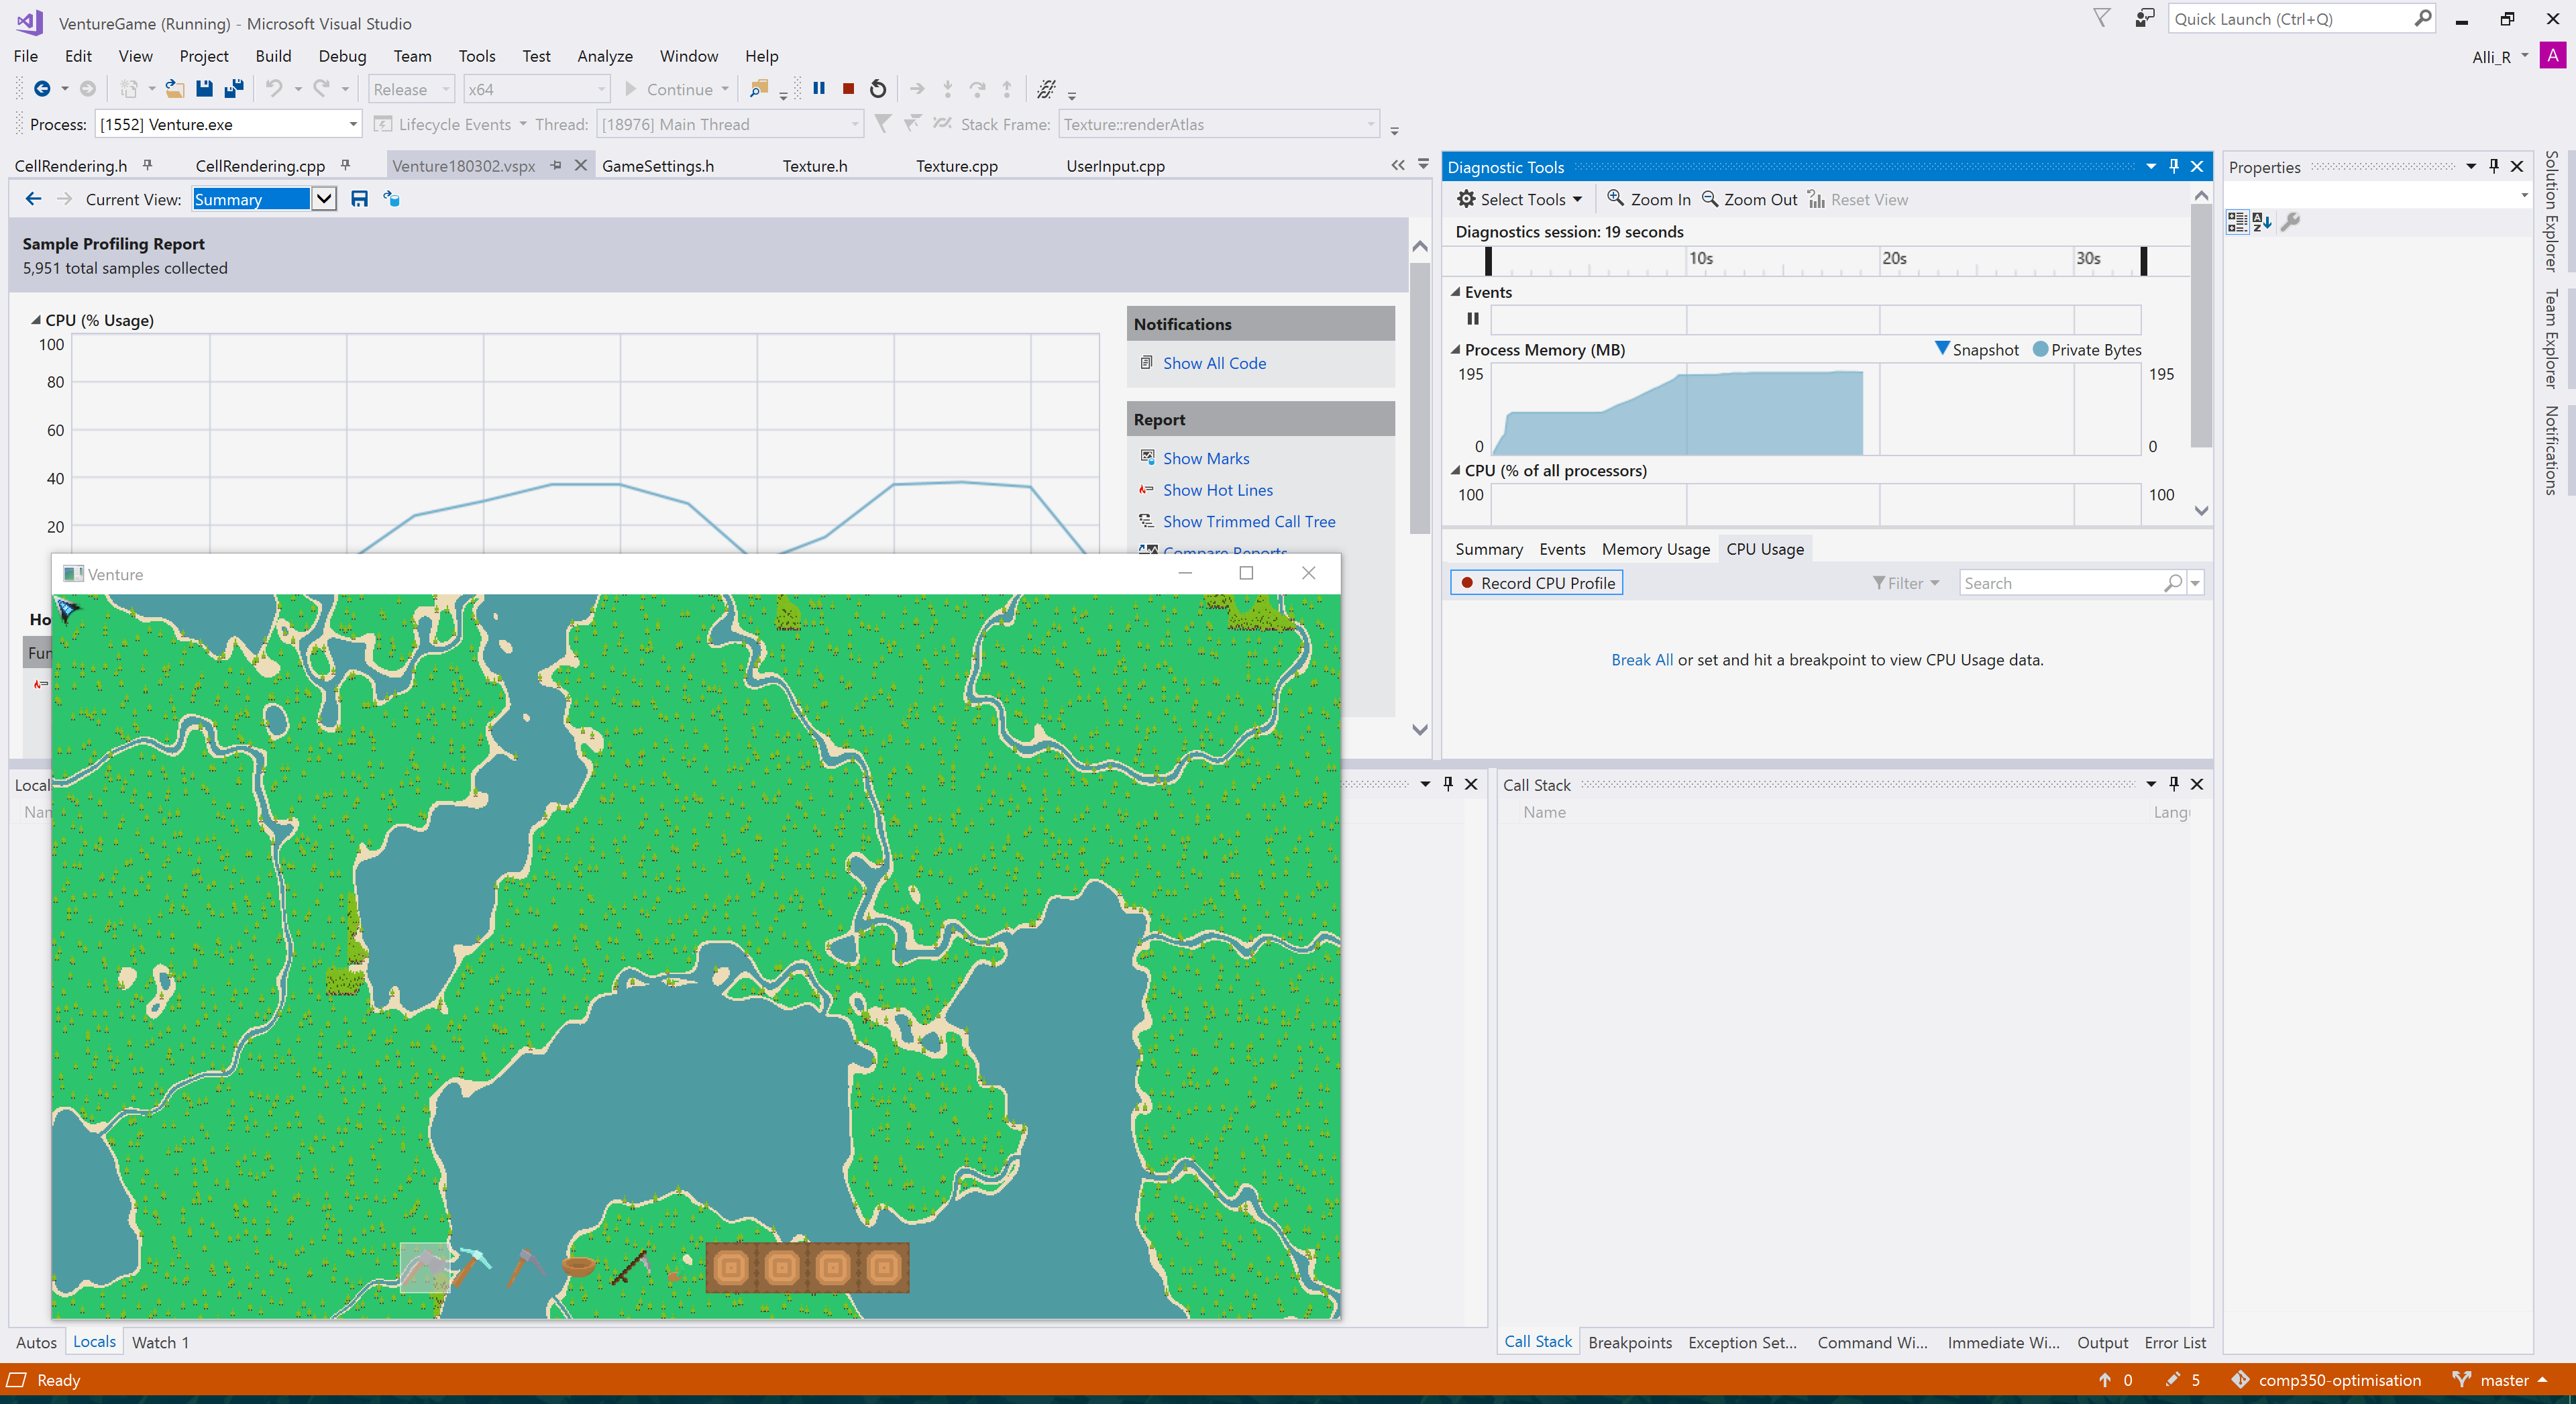 VentureGame (Running) - Microsoft Visual Studio
Quick Launch (Ctrl+Q)
File Edit View Project Build Debug Team Tools Test Analyze Window Help
Alli_R A
Release x64 Continue
Process: [1552] Venture.exe Lifecycle Events Thread: [18976] Main Thread Stack Frame: Texture::renderAtlas
CellRendering.h CellRendering.cpp Venture180302.vspx GameSettings.h Texture.h Texture.cpp UserInput.cpp
Current View: Summary
Sample Profiling Report
5,951 total samples collected
CPU (% Usage)
100
80
60
40
20
Notifications
Show All Code
Report
Show Marks
Show Hot Lines
Show Trimmed Call Tree
Compare Reports
Ho
Fun
Venture
Diagnostic Tools
Select Tools Zoom In Zoom Out Reset View
Diagnostics session: 19 seconds
10s 20s 30s
Events
Process Memory (MB) Snapshot Private Bytes
195 195
0 0
CPU (% of all processors)
100 100
Summary Events Memory Usage CPU Usage
Record CPU Profile Filter Search
Break All or set and hit a breakpoint to view CPU Usage data.
Properties
Solution Explorer
Team Explorer
Notifications
Local
Nam
Call Stack
Name Langu
Autos Locals Watch 1
Call Stack Breakpoints Exception Set... Command Wi... Immediate Wi... Output Error List
Ready
0 5 comp350-optimisation master